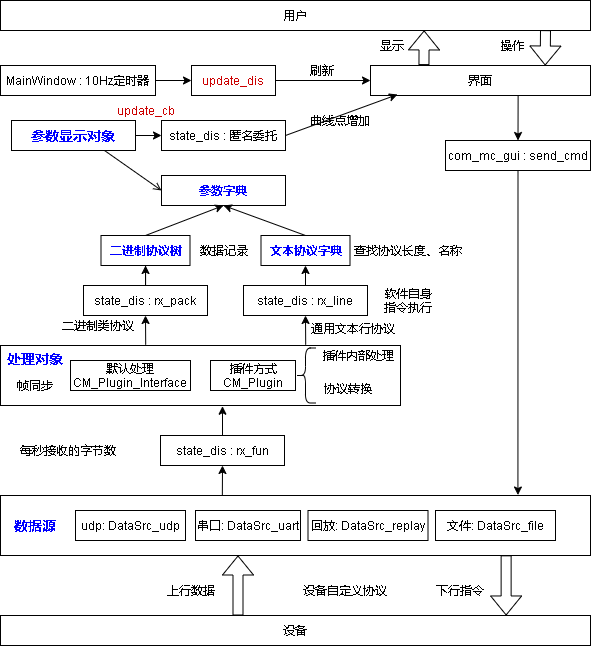 用户
显示
操作
MainWindow : 10Hz定时器
update_dis
刷新
界面
update_cb
参数显示对象
state_dis : 匿名委托
曲线点增加
com_mc_gui : send_cmd
参数字典
二进制协议树
数据记录
文本协议字典
查找协议长度、名称
state_dis : rx_pack
state_dis : rx_line
软件自身
指令执行
二进制类协议
通用文本行协议
处理对象
帧同步
默认处理
CM_Plugin_Interface
插件方式
CM_Plugin
插件内部处理
协议转换
每秒接收的字节数
state_dis : rx_fun
数据源
udp: DataSrc_udp
串口: DataSrc_uart
回放: DataSrc_replay
文件: DataSrc_file
上行数据
设备自定义协议
下行指令
设备